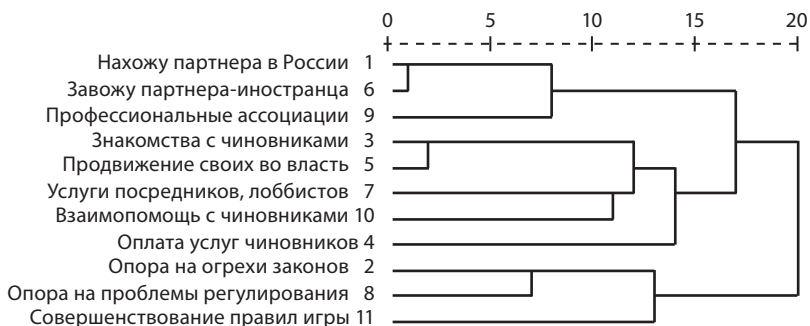 0 5 10 15 20
Нахожу партнера в России 1
Завожу партнера-иностранца 6
Профессиональные ассоциации 9
Знакомства с чиновниками 3
Продвижение своих во власть 5
Услуги посредников, лоббистов 7
Взаимопомощь с чиновниками 10
Оплата услуг чиновников 4
Опора на огрехи законов 2
Опора на проблемы регулирования 8
Совершенствование правил игры 11